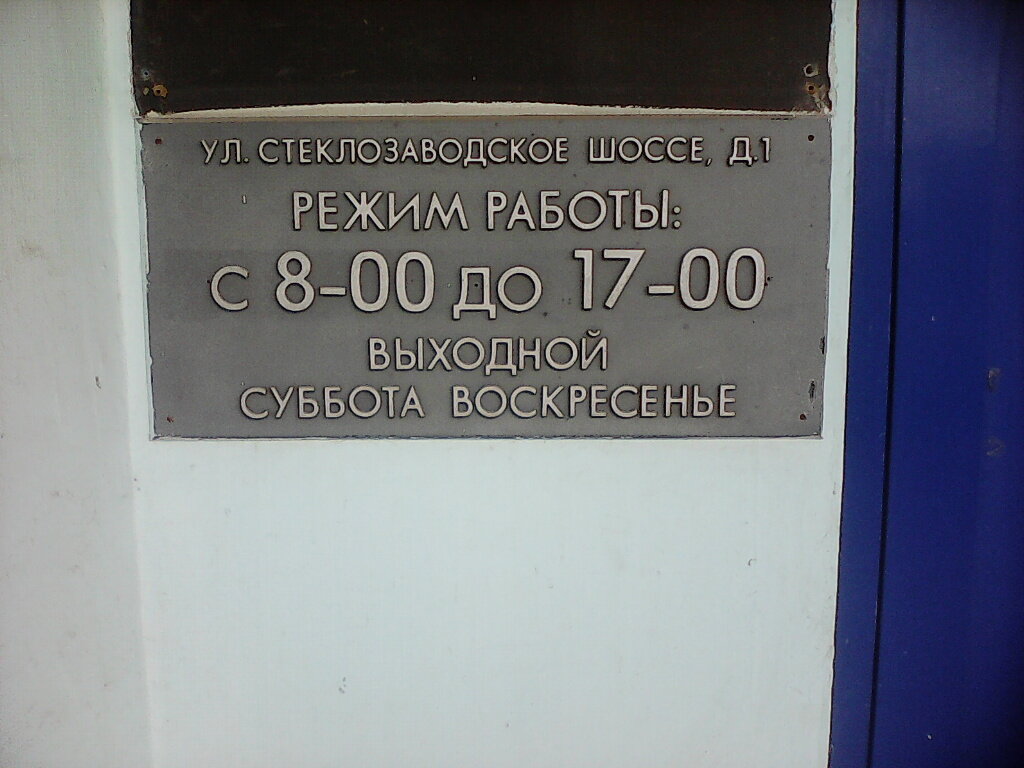 УЛ. СТЕКЛОЗАВОДСКОЕ ШОССЕ, Д.1
РЕЖИМ РАБОТЫ:
С 8-00 ДО 17-00
ВЫХОДНОЙ
СУББОТА ВОСКРЕСЕНЬЕ